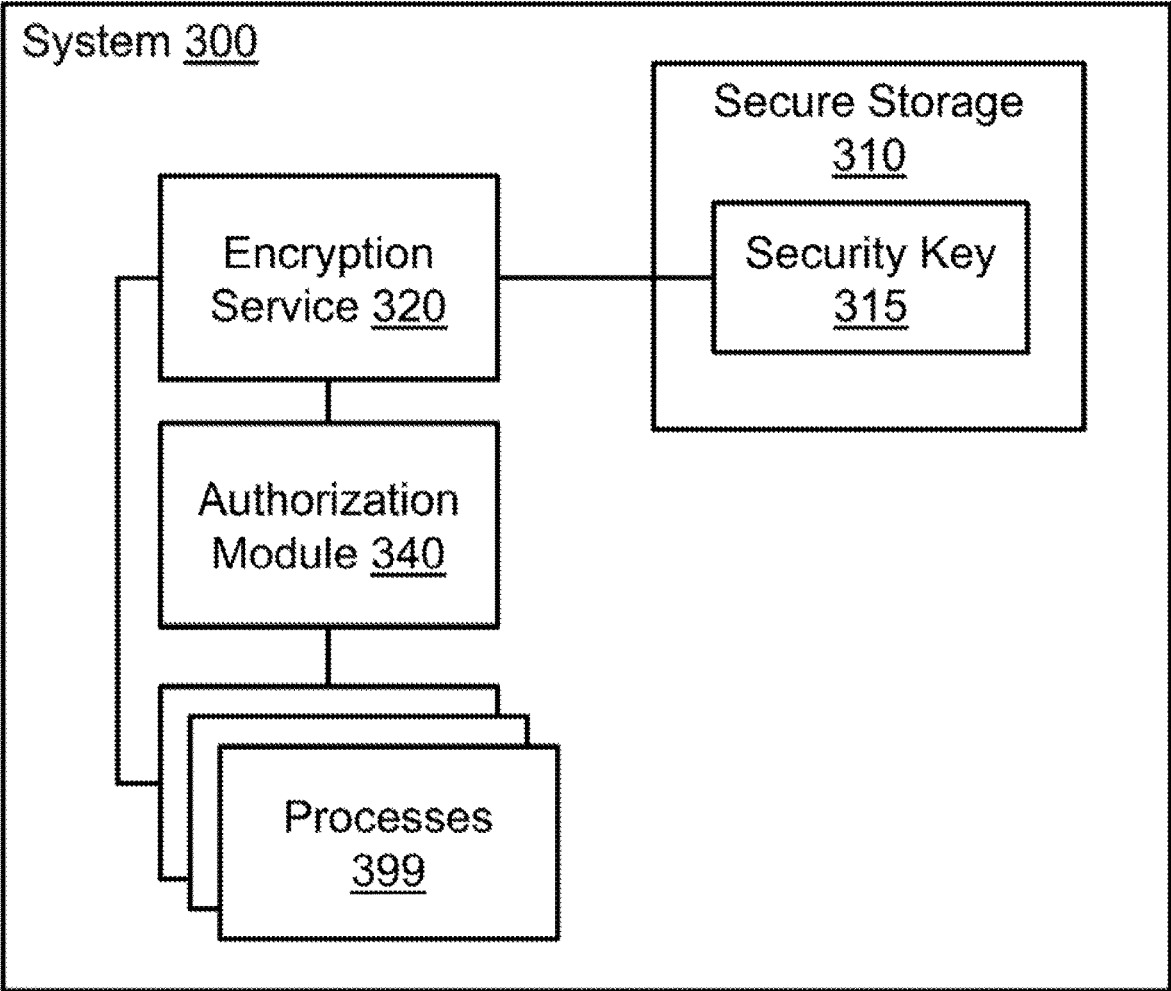 System 300
Secure Storage
310
Security Key
315
Encryption
Service 320
Authorization
Module 340
Processes
399